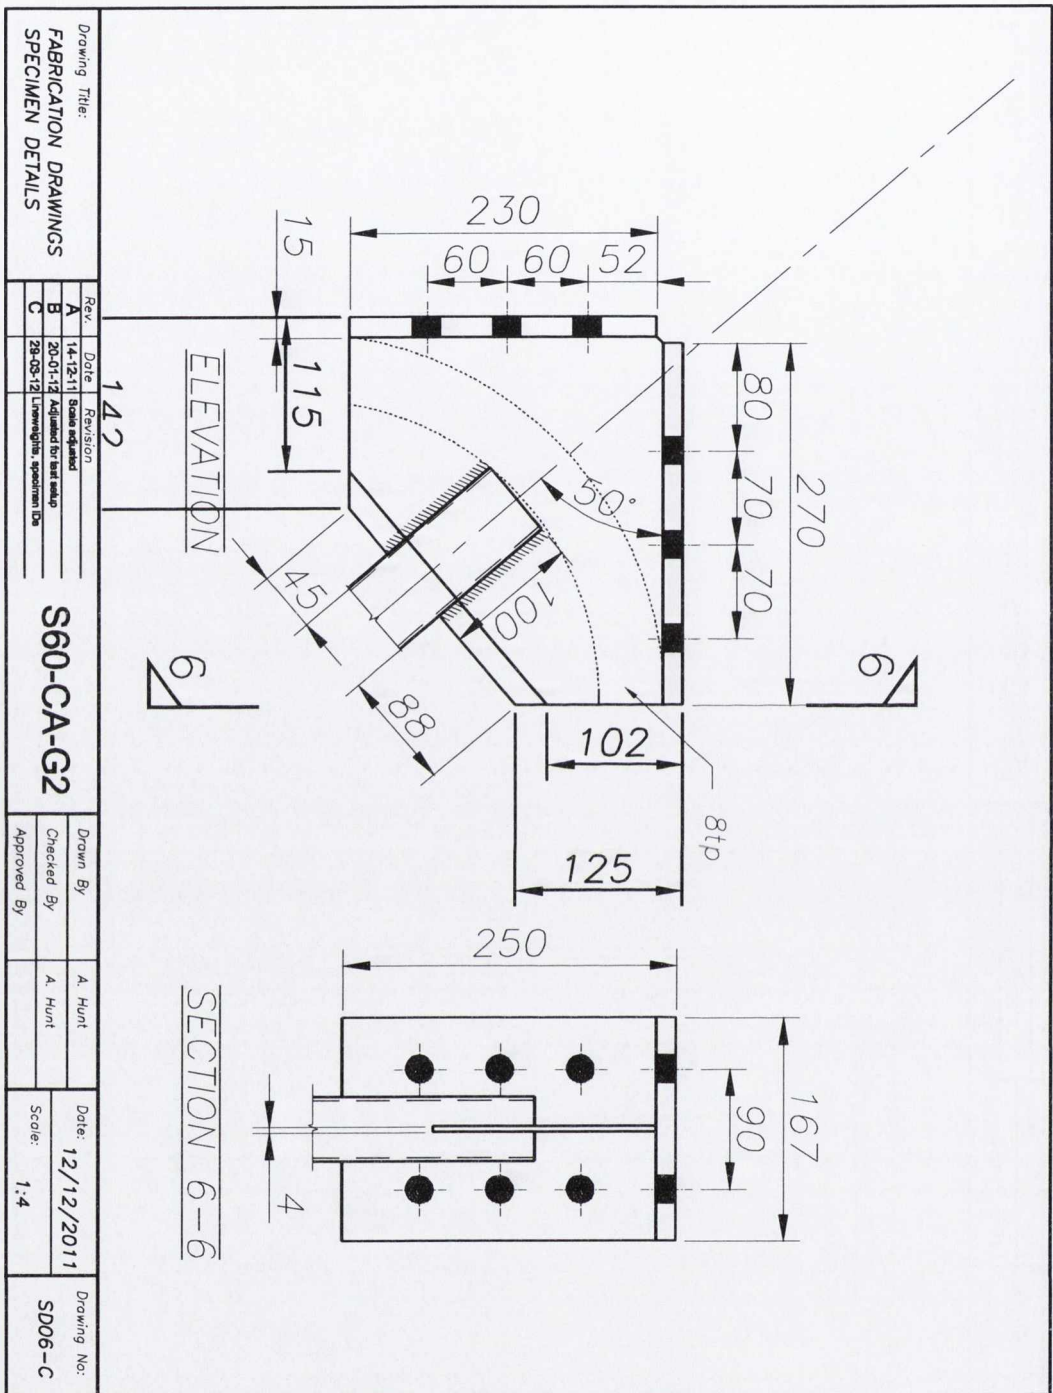 230
60
60
52
15
115
142
ELEVATION
80
70
70
270
50°
100
45
88
102
125
8tp
6
6
250
167
90
4
SECTION 6-6
Drawing Title:
FABRICATION DRAWINGS
SPECIMEN DETAILS
Rev. Date Revision
A 14-12-11 Scale adjusted
B 20-01-12 Adjusted for test setup
C 29-03-12 Lineweights, specimen IDs
S60-CA-G2
Drawn By A. Hunt
Checked By A. Hunt
Approved By
Date: 12/12/2011
Scale: 1:4
Drawing No:
SD06-C